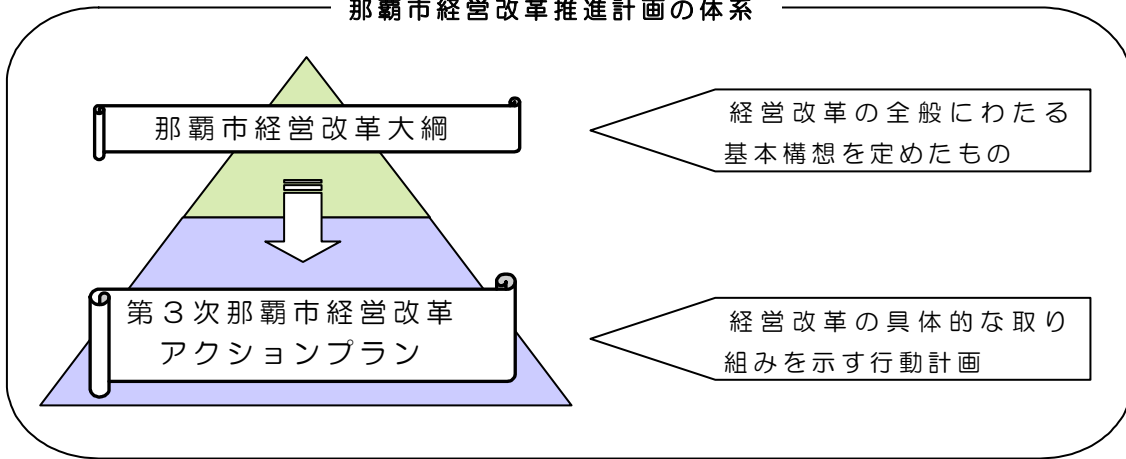 那覇市経営改革推進計画の体系
那覇市経営改革大綱
経営改革の全般にわたる
基本構想を定めたもの
第３次那覇市経営改革
アクションプラン
経営改革の具体的な取り
組みを示す行動計画